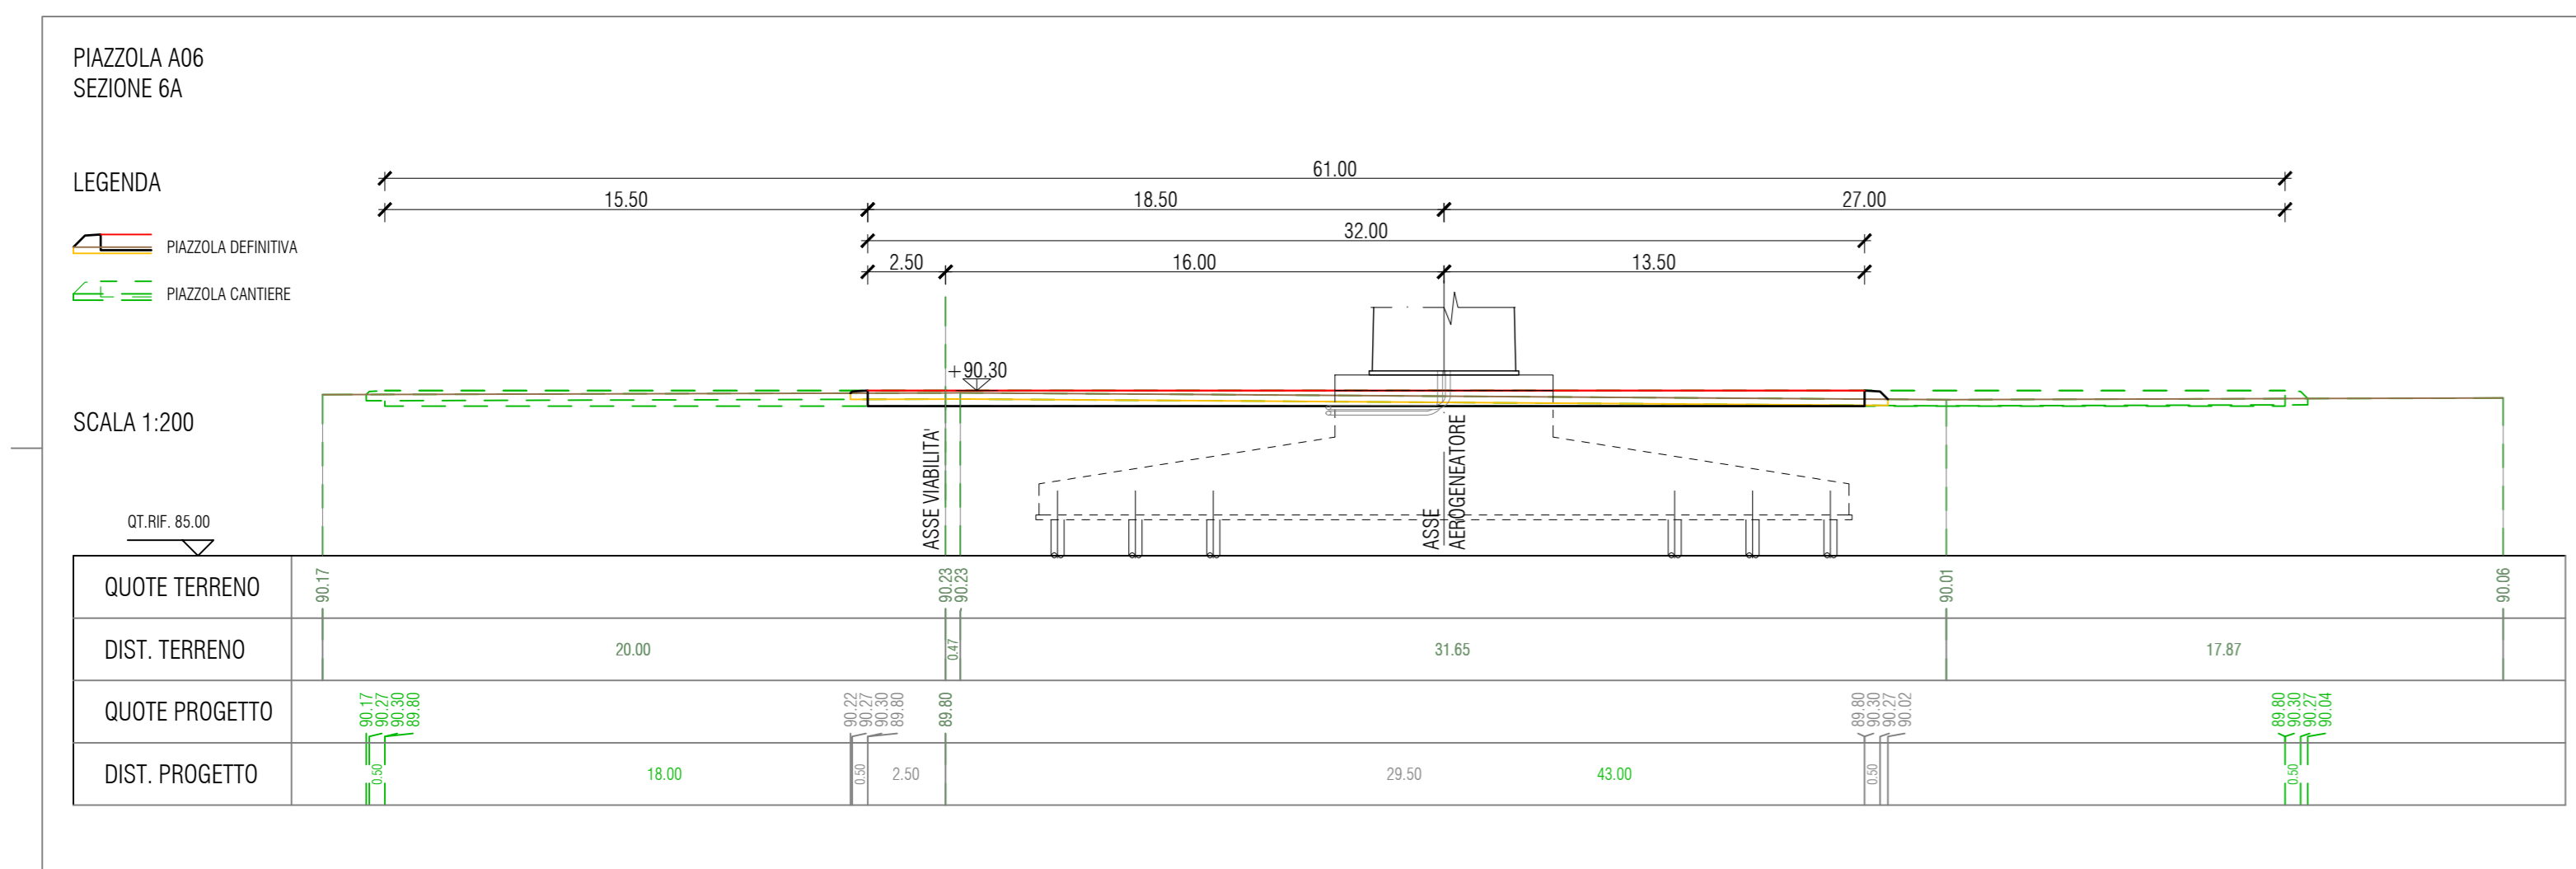 PIAZZOLA A06
SEZIONE 6A
61.00
LEGENDA
15.50 18.50 27.00
32.00
PIAZZOLA DEFINITIVA
2.50 16.00 13.50
PIAZZOLA CANTIERE
+90.30
SCALA 1:200
ASSE VIABILITA'
ASSE
AEROGENEATORE
QT.RIF. 85.00
QUOTE TERRENO 90.17 90.23 90.23 90.01 90.06
DIST. TERRENO 20.00 0.47 31.65 17.87
QUOTE PROGETTO 90.17 90.27 90.30 89.80 90.22 90.27 90.30 89.80 89.80 89.80 90.30 90.27 90.02 89.80 90.30 90.27 90.04
DIST. PROGETTO 0.50 18.00 0.50 2.50 29.50 43.00 0.50 0.50